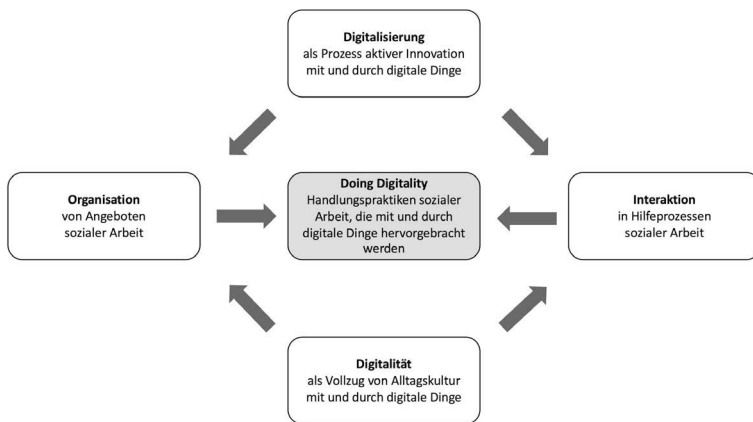 Digitalisierung
als Prozess aktiver Innovation
mit und durch digitale Dinge
Organisation
von Angeboten
sozialer Arbeit
Doing Digitality
Handlungspraktiken sozialer
Arbeit, die mit und durch
digitale Dinge hervorgebracht
werden
Interaktion
in Hilfeprozessen
sozialer Arbeit
Digitalität
als Vollzug von Alltagskultur
mit und durch digitale Dinge